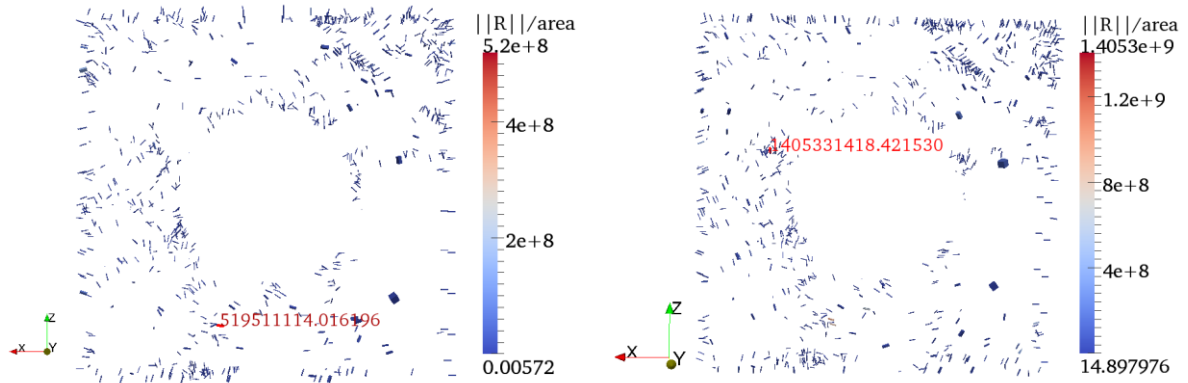 ||R||/area
5.2e+8
4e+8
2e+8
0.00572
519511114.016196
Z
X
Y
||R||/area
1.4053e+9
1.2e+9
8e+8
4e+8
14.897976
1405331418.421530
Z
X
Y